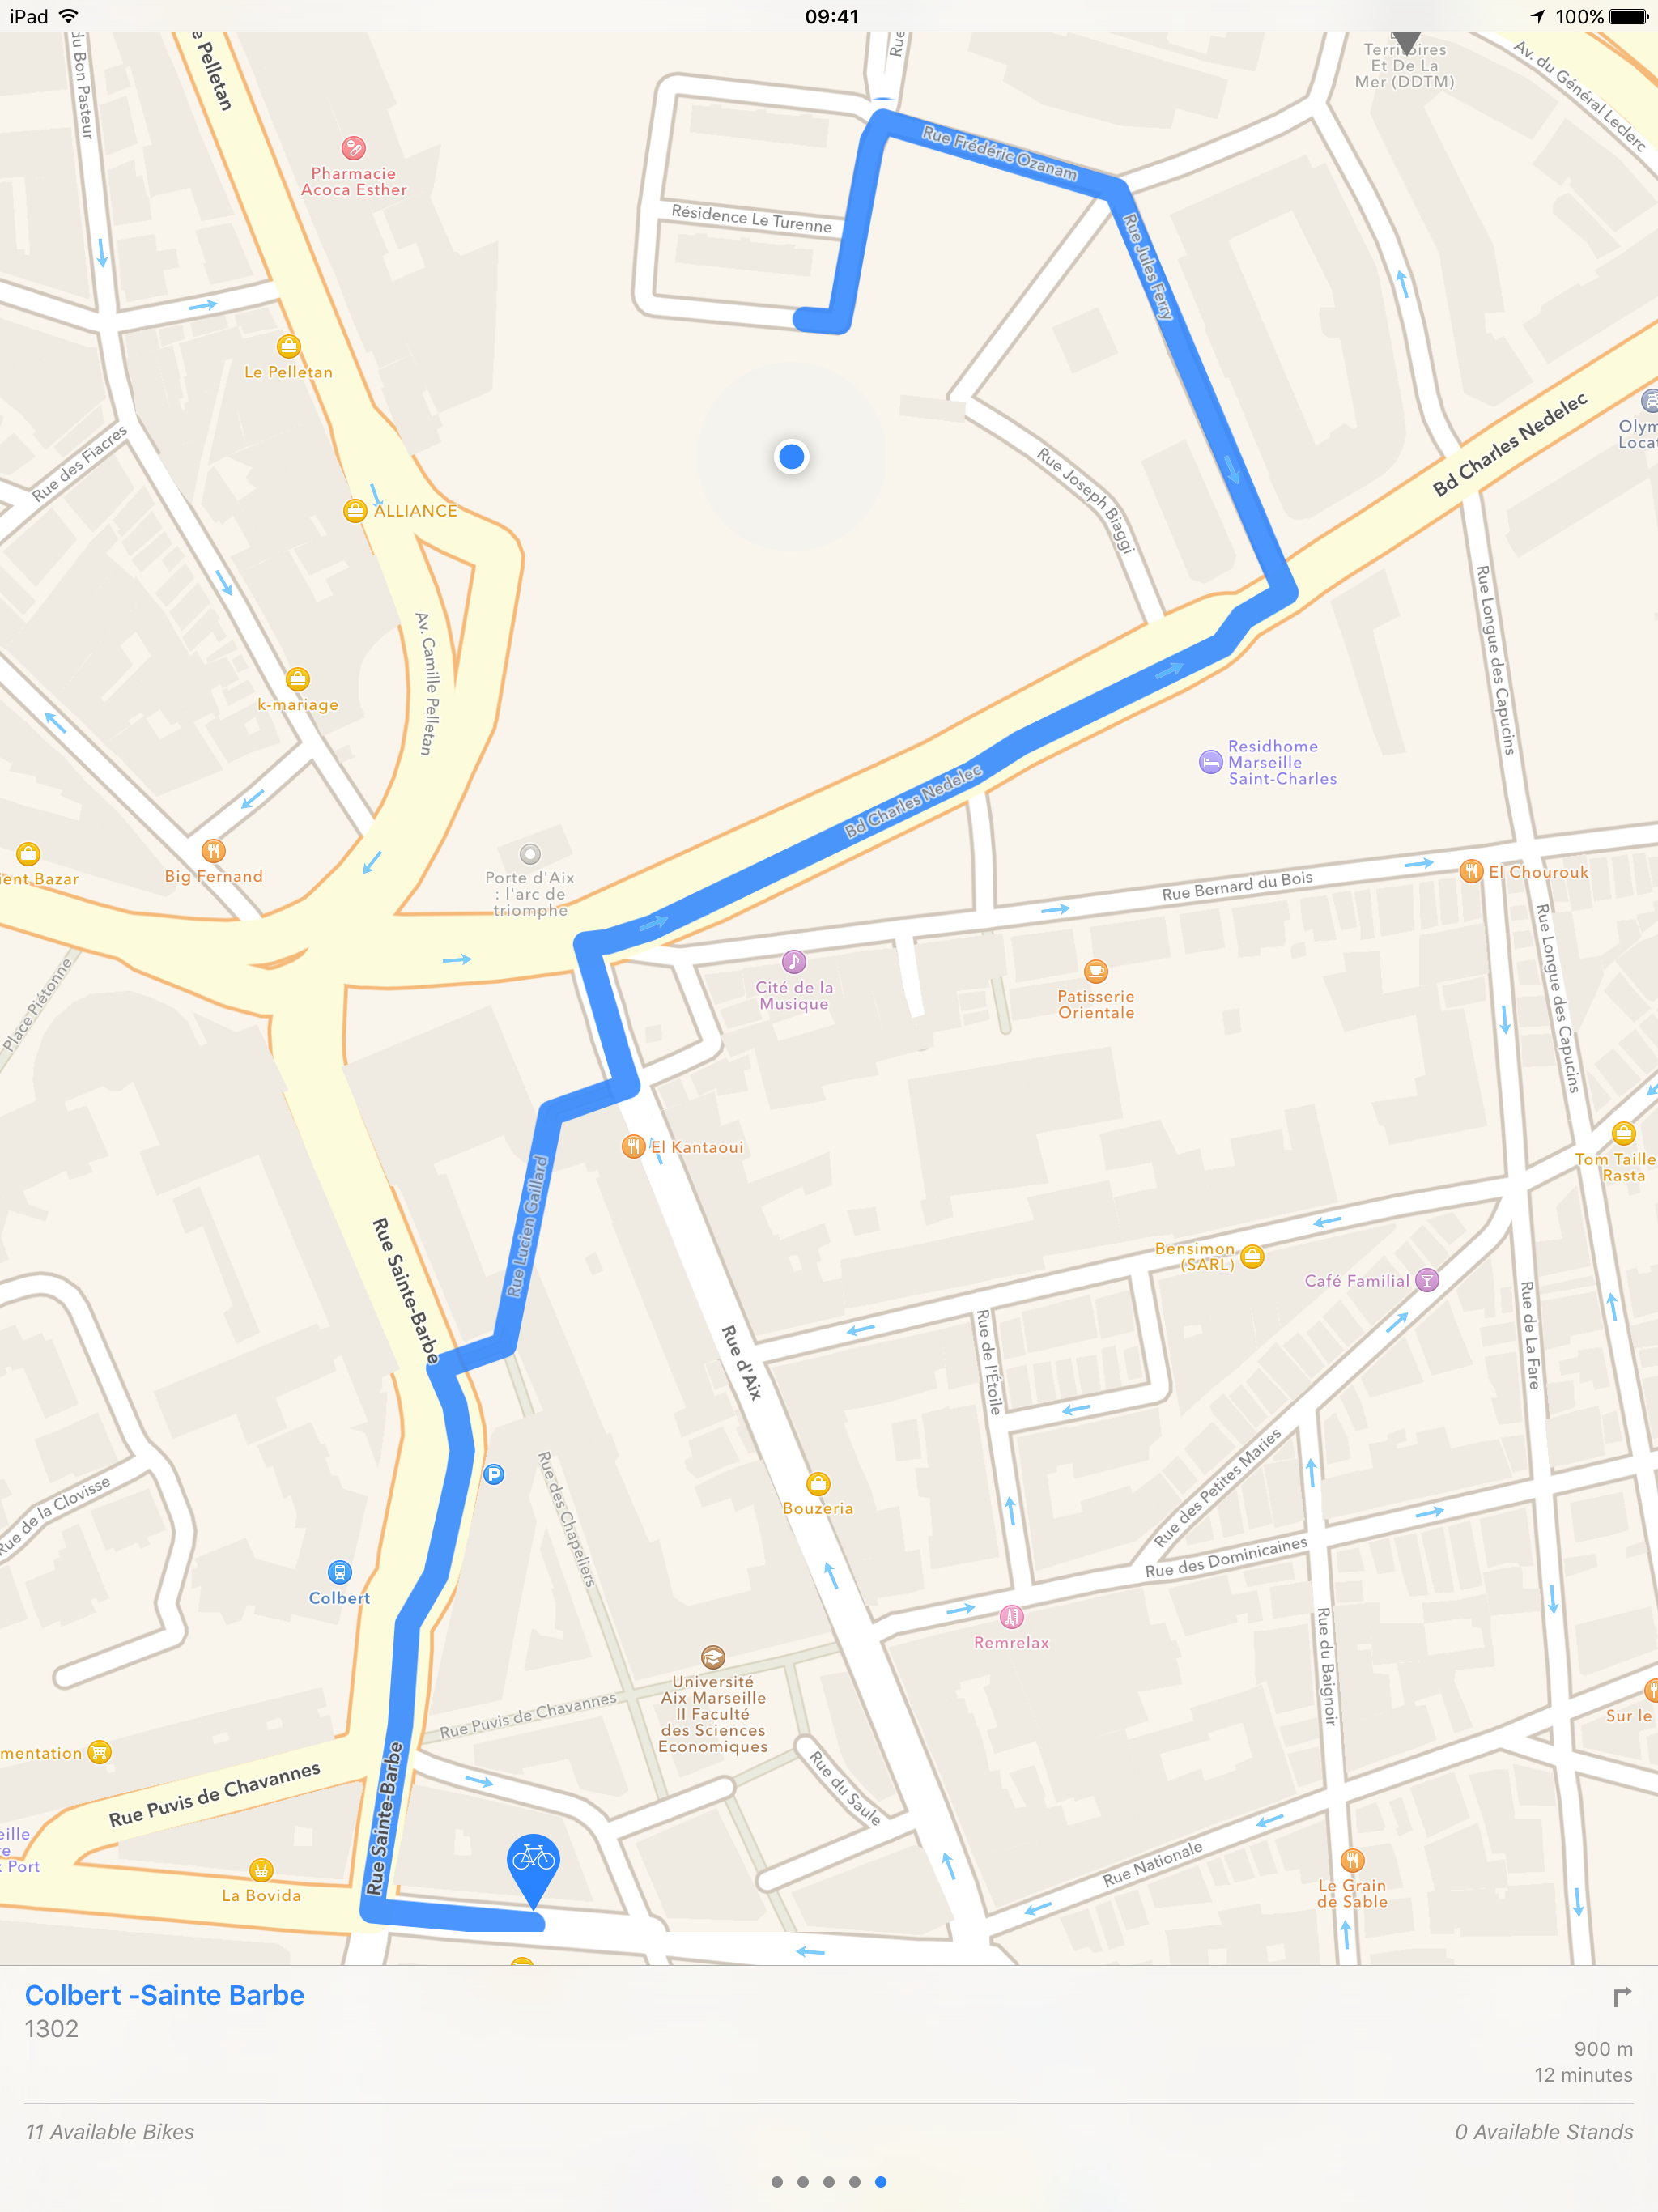 iPad
09:41
100%
du Bon Pasteur
e Pelletan
Rue
Territoires
Et De La
Mer (DDTM)
Av. du Général Leclerc
Pharmacie
Acoca Esther
Rue Frédéric Ozanam
Résidence Le Turenne
Rue Jules Ferry
Le Pelletan
Rue des Fiacres
ALLIANCE
Bd Charles Nedelec
Olym
Locat
Rue Joseph Biaggi
Av. Camille Pelletan
k-mariage
Rue Longue des Capucins
Residhome
Marseille
Saint-Charles
Bd Charles Nedelec
ient Bazar
Big Fernand
Porte d'Aix
: l'arc de
triomphe
Rue Bernard du Bois
El Chourouk
Place Piétonne
Cité de la
Musique
Patisserie
Orientale
Rue Longue des Capucins
El Kantaoui
Tom Taille
Rasta
Rue Lucien Gaillard
Rue Sainte-Barbe
Bensimon
(SARL)
Café Familial
Rue d'Aix
Rue de l'Étoile
Rue de La Fare
Rue de la Clovisse
Rue des Chapeliers
P
Bouzeria
Rue des Petites Maries
Rue des Dominicaines
Colbert
Remrelax
Rue du Baignoir
Université
Aix Marseille
II Faculté
des Sciences
Economiques
Rue Puvis de Chavannes
Sur le
mentation
Rue Puvis de Chavannes
Rue Sainte-Barbe
Rue du Saule
eille
re
x Port
La Bovida
Rue Nationale
Le Grain
de Sable
Colbert -Sainte Barbe
1302
900 m
12 minutes
11 Available Bikes
0 Available Stands